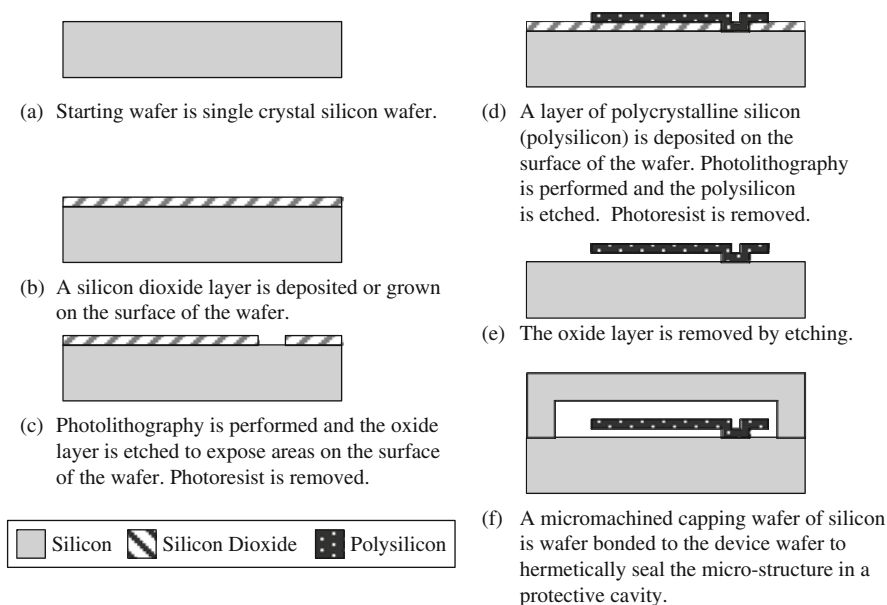 (a) Starting wafer is single crystal silicon wafer.
(b) A silicon dioxide layer is deposited or grown
on the surface of the wafer.
(c) Photolithography is performed and the oxide
layer is etched to expose areas on the surface
of the wafer. Photoresist is removed.
Silicon Silicon Dioxide Polysilicon
(d) A layer of polycrystalline silicon
(polysilicon) is deposited on the
surface of the wafer. Photolithography
is performed and the polysilicon
is etched. Photoresist is removed.
(e) The oxide layer is removed by etching.
(f) A micromachined capping wafer of silicon
is wafer bonded to the device wafer to
hermetically seal the micro-structure in a
protective cavity.